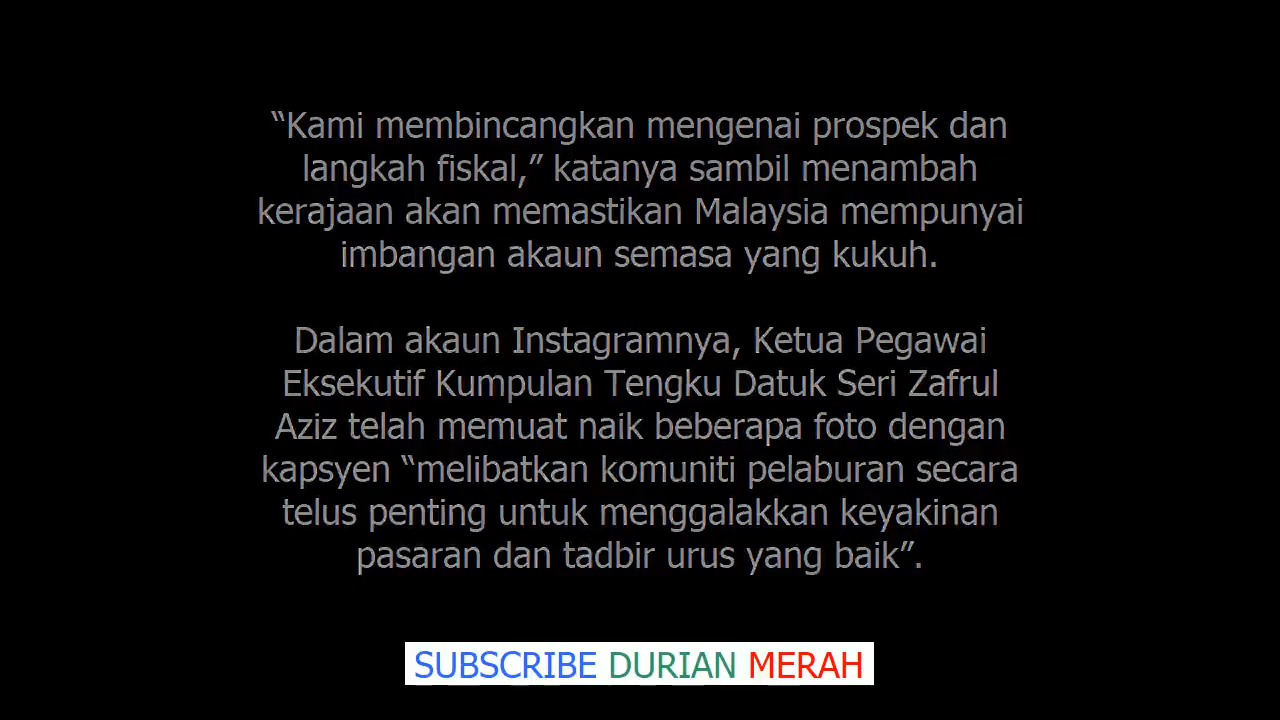 “Kami membincangkan mengenai prospek dan
langkah fiskal,” katanya sambil menambah
kerajaan akan memastikan Malaysia mempunyai
imbangan akaun semasa yang kukuh.
Dalam akaun Instagramnya, Ketua Pegawai
Eksekutif Kumpulan Tengku Datuk Seri Zafrul
Aziz telah memuat naik beberapa foto dengan
kapsyen “melibatkan komuniti pelaburan secara
telus penting untuk menggalakkan keyakinan
pasaran dan tadbir urus yang baik”.
SUBSCRIBE DURIAN MERAH